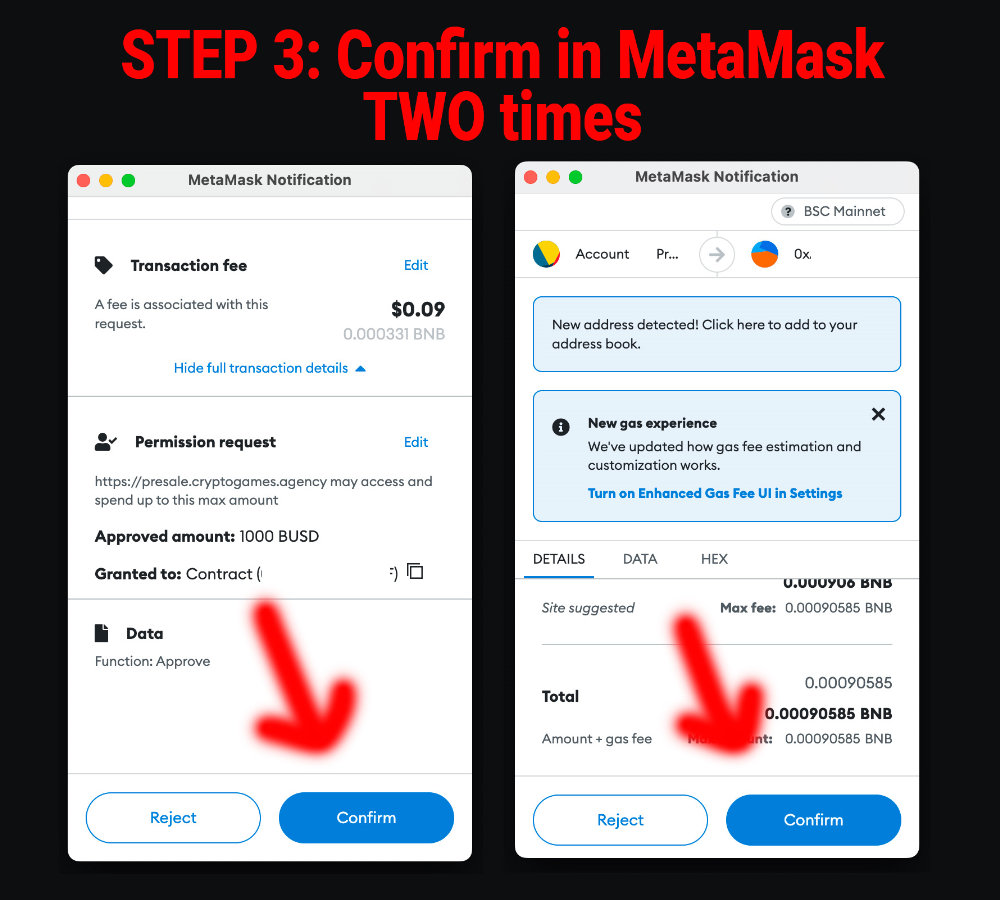 STEP 3: Confirm in MetaMask
TWO times
MetaMask Notification
Transaction fee
Edit
A fee is associated with this
request.
$0.09
0.000331 BNB
Hide full transaction details
Permission request
Edit
https://presale.cryptogames.agency may access and
spend up to this max amount
Approved amount: 1000 BUSD
Granted to: Contract ( )
Data
Function: Approve
Reject
Confirm
MetaMask Notification
BSC Mainnet
Account Pr... 0x.
New address detected! Click here to add to your
address book.
New gas experience
We've updated how gas fee estimation and
customization works.
Turn on Enhanced Gas Fee UI in Settings
DETAILS DATA HEX
0.000906 BNB
Site suggested
Max fee: 0.00090585 BNB
0.00090585
Total
0.00090585 BNB
Amount + gas fee
0.00090585 BNB
Reject
Confirm